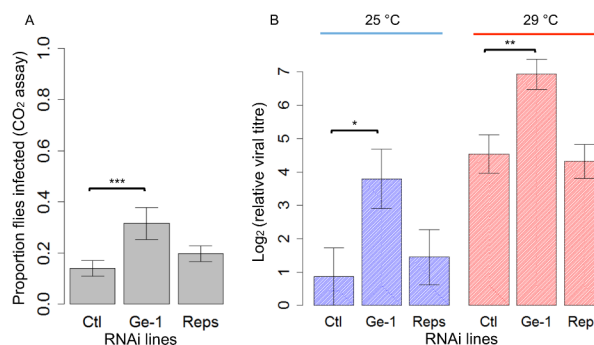 A
Proportion flies infected (CO₂ assay)
1.0
0.8
0.6
0.4
0.2
0.0
***
Ctl Ge-1 Reps
RNAi lines
B
25 °C 29 °C
Log₂ (relative viral titre)
7
6
5
4
3
2
1
0
*
**
Ctl Ge-1 Reps Ctl Ge-1 Rep
RNAi lines